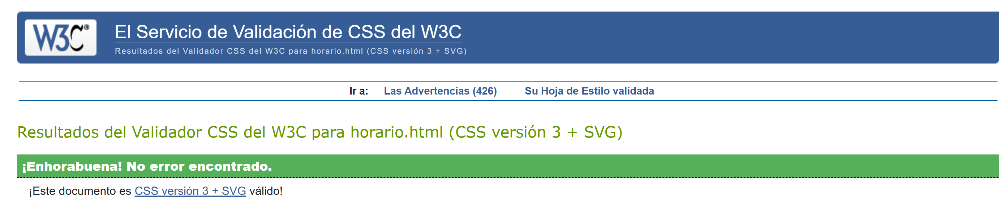 W3C®
El Servicio de Validación de CSS del W3C
Resultados del Validador CSS del W3C para horario.html (CSS versión 3 + SVG)
Ir a: Las Advertencias (426) Su Hoja de Estilo validada
Resultados del Validador CSS del W3C para horario.html (CSS versión 3 + SVG)
¡Enhorabuena! No error encontrado.
¡Este documento es CSS versión 3 + SVG válido!